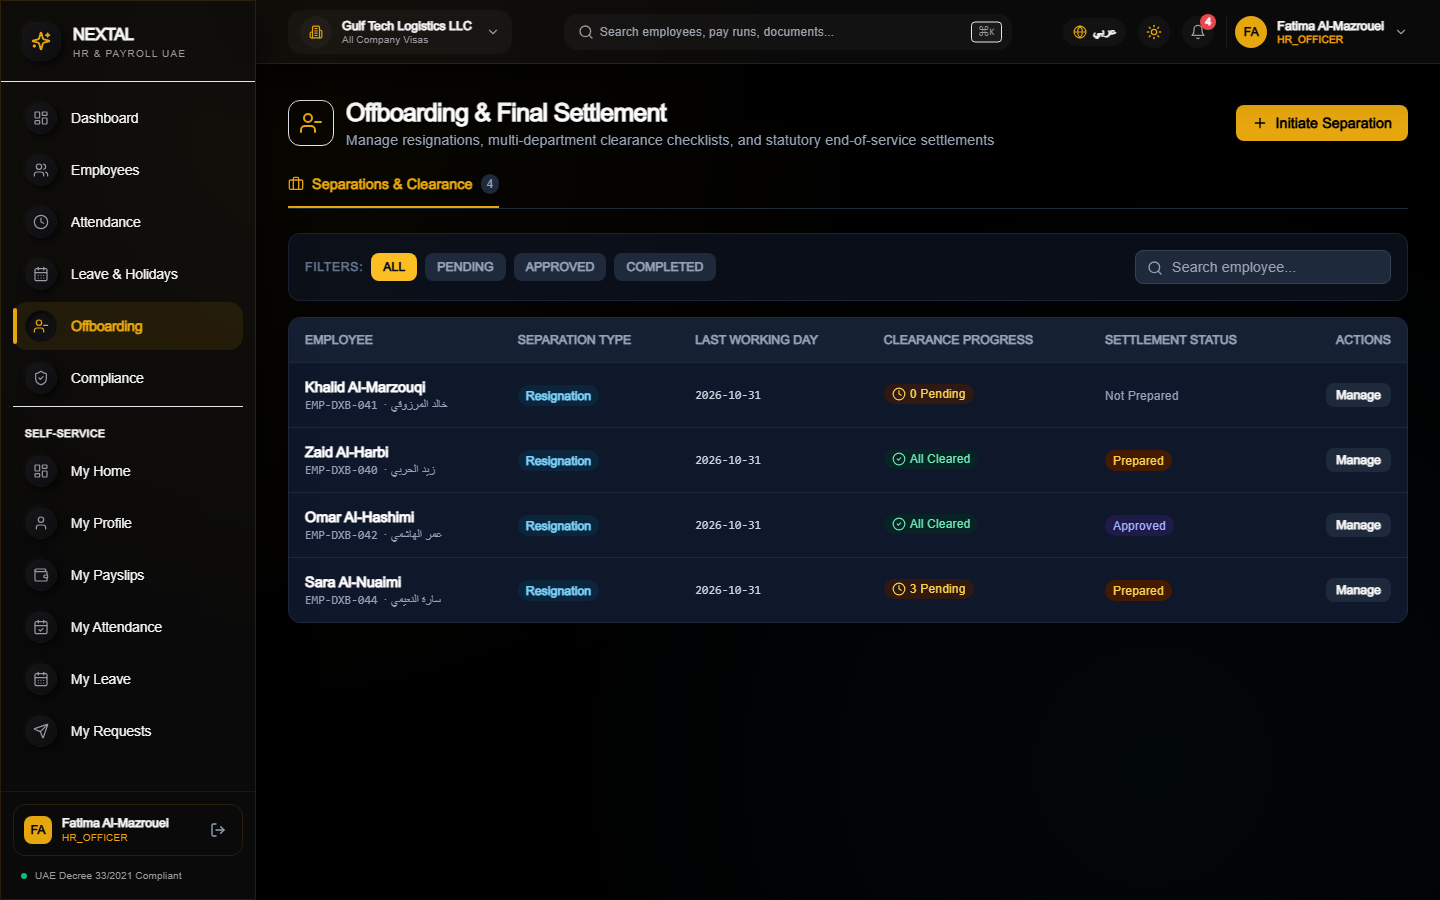 NEXTAL
HR & PAYROLL UAE
Gulf Tech Logistics LLC
All Company Visas
Search employees, pay runs, documents...
⌘K
عربي
4
FA
Fatima Al-Mazrouei
HR_OFFICER
Dashboard
Employees
Attendance
Leave & Holidays
Offboarding
Compliance
SELF-SERVICE
My Home
My Profile
My Payslips
My Attendance
My Leave
My Requests
FA
Fatima Al-Mazrouei
HR_OFFICER
UAE Decree 33/2021 Compliant
Offboarding & Final Settlement
Manage resignations, multi-department clearance checklists, and statutory end-of-service settlements
+ Initiate Separation
Separations & Clearance 4
FILTERS: ALL PENDING APPROVED COMPLETED
Search employee...
EMPLOYEE SEPARATION TYPE LAST WORKING DAY CLEARANCE PROGRESS SETTLEMENT STATUS ACTIONS
Khalid Al-Marzouqi
EMP-DXB-041 · خالد المرزوقي
Resignation 2026-10-31 0 Pending Not Prepared Manage
Zaid Al-Harbi
EMP-DXB-040 · زيد الحربي
Resignation 2026-10-31 All Cleared Prepared Manage
Omar Al-Hashimi
EMP-DXB-042 · عمر الهاشمي
Resignation 2026-10-31 All Cleared Approved Manage
Sara Al-Nuaimi
EMP-DXB-044 · سارة النعيمي
Resignation 2026-10-31 3 Pending Prepared Manage